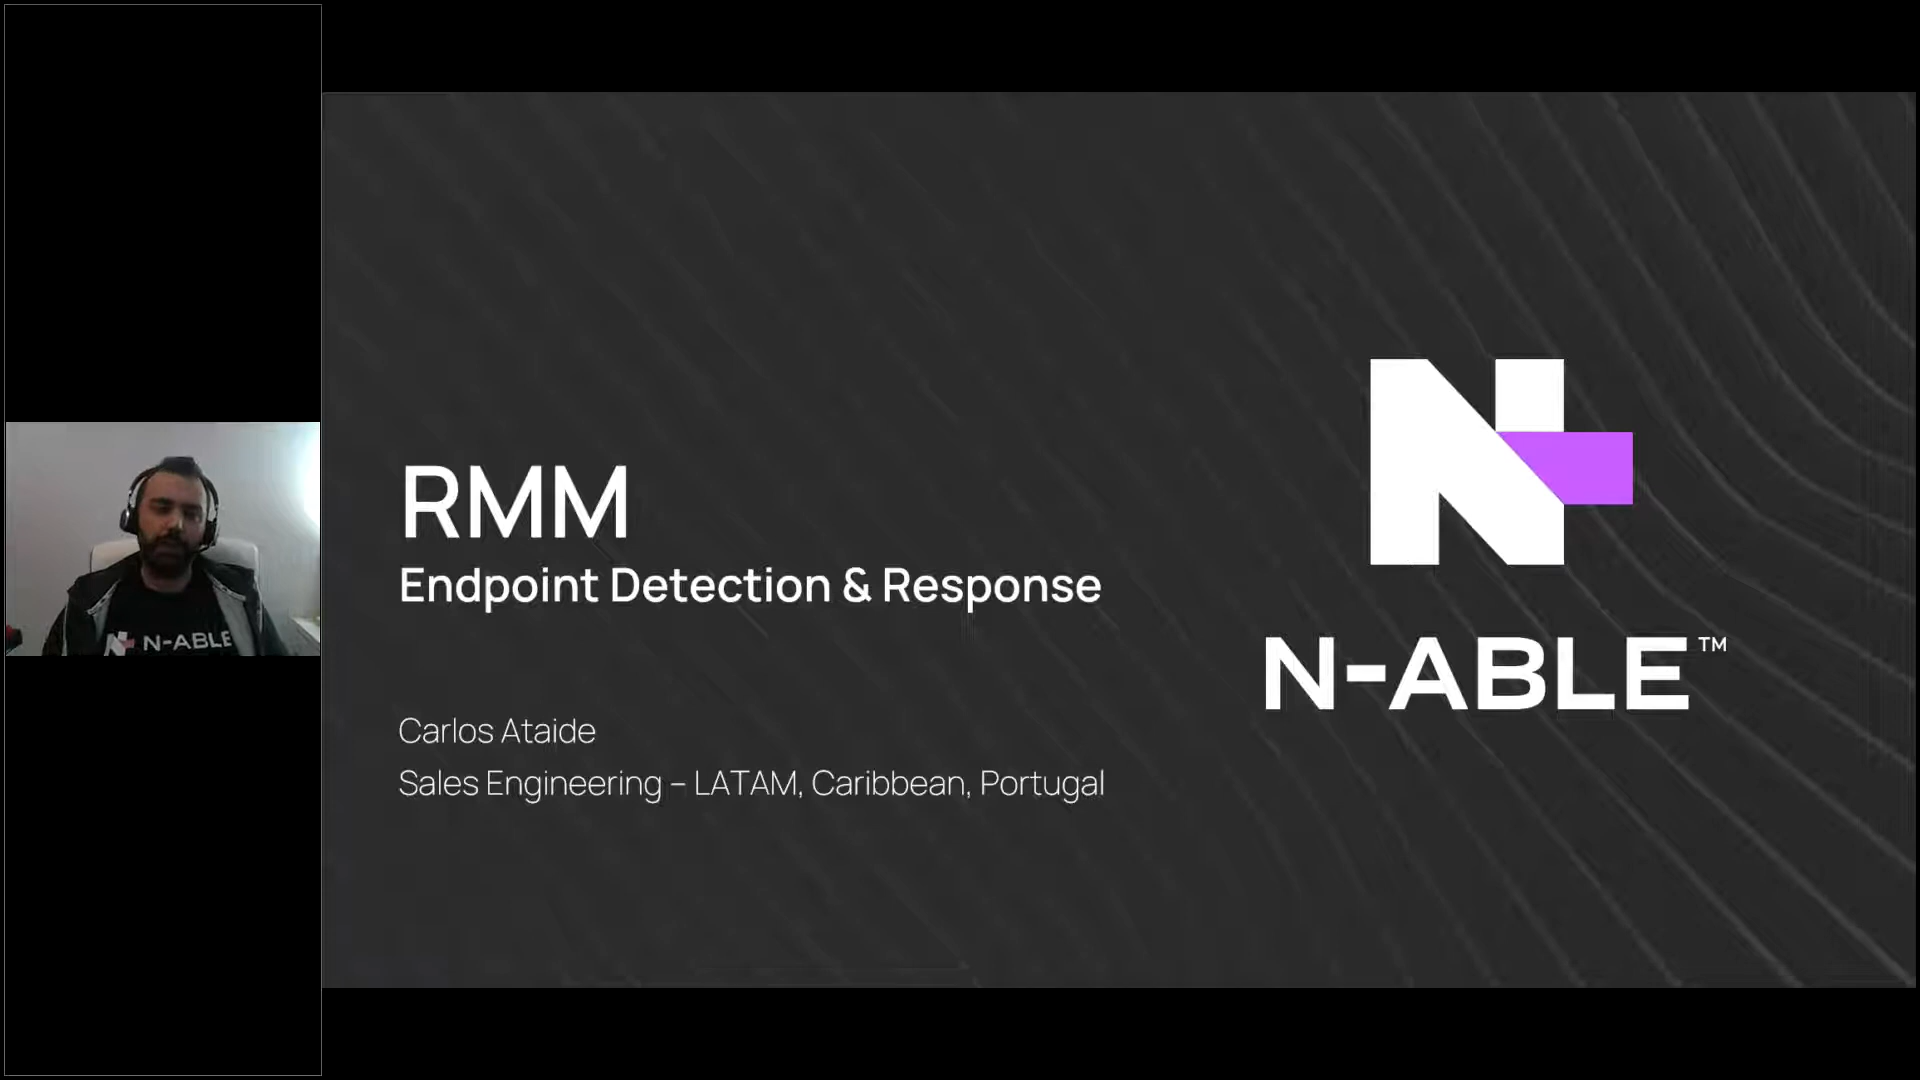 RMM
Endpoint Detection & Response
Carlos Ataide
Sales Engineering – LATAM, Caribbean, Portugal
N-ABLE™
N-ABLE